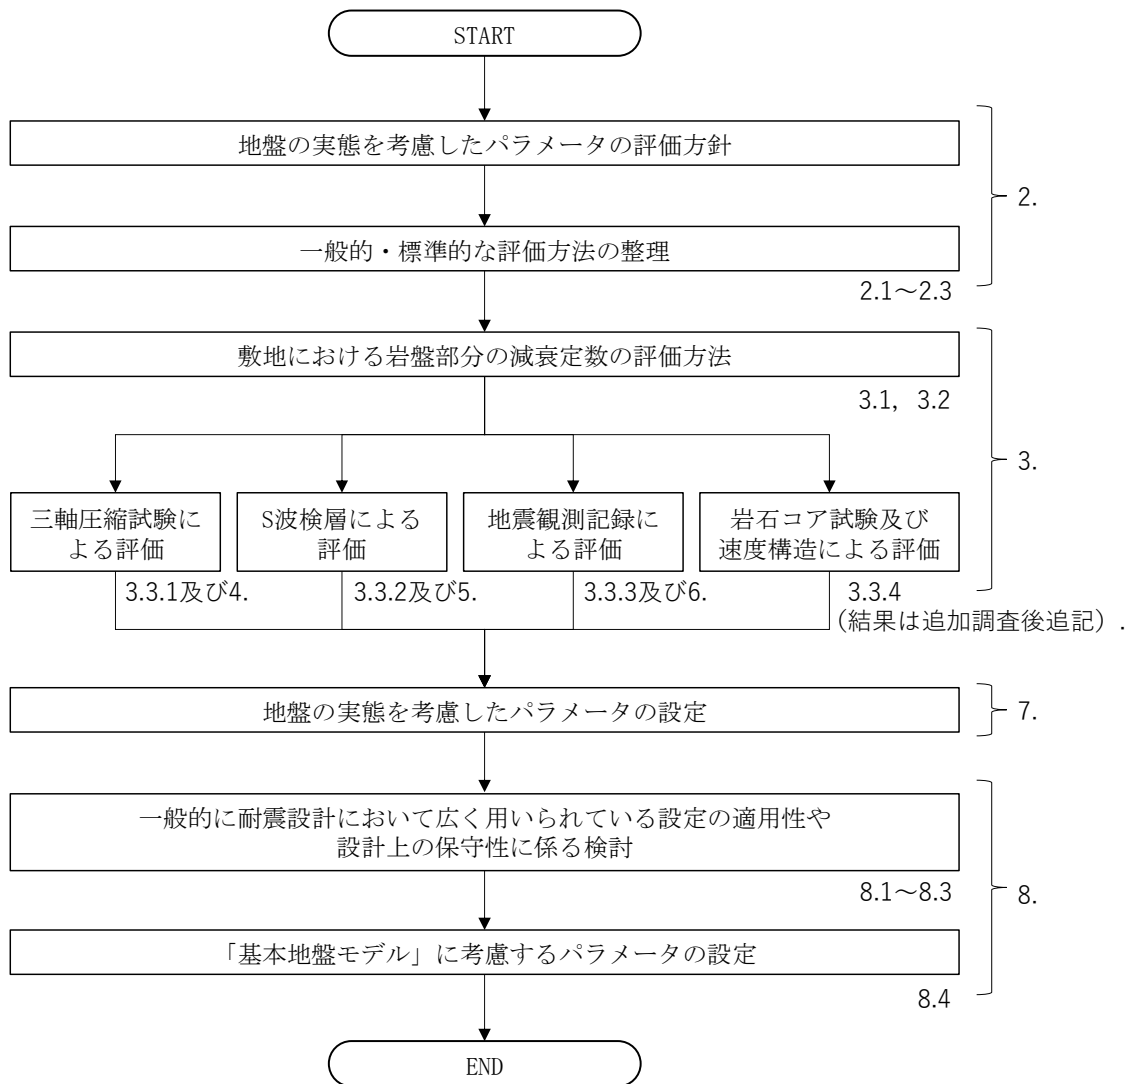 START
地盤の実態を考慮したパラメータの評価方針
2.
一般的・標準的な評価方法の整理
2.1～2.3
敷地における岩盤部分の減衰定数の評価方法
3.1, 3.2
3.
三軸圧縮試験に
よる評価
S波検層による
評価
地震観測記録に
よる評価
岩石コア試験及び
速度構造による評価
3.3.1及び4.
3.3.2及び5.
3.3.3及び6.
3.3.4
(結果は追加調査後追記）.
地盤の実態を考慮したパラメータの設定
7.
一般的に耐震設計において広く用いられている設定の適用性や
設計上の保守性に係る検討
8.1～8.3
8.
「基本地盤モデル」に考慮するパラメータの設定
8.4
END